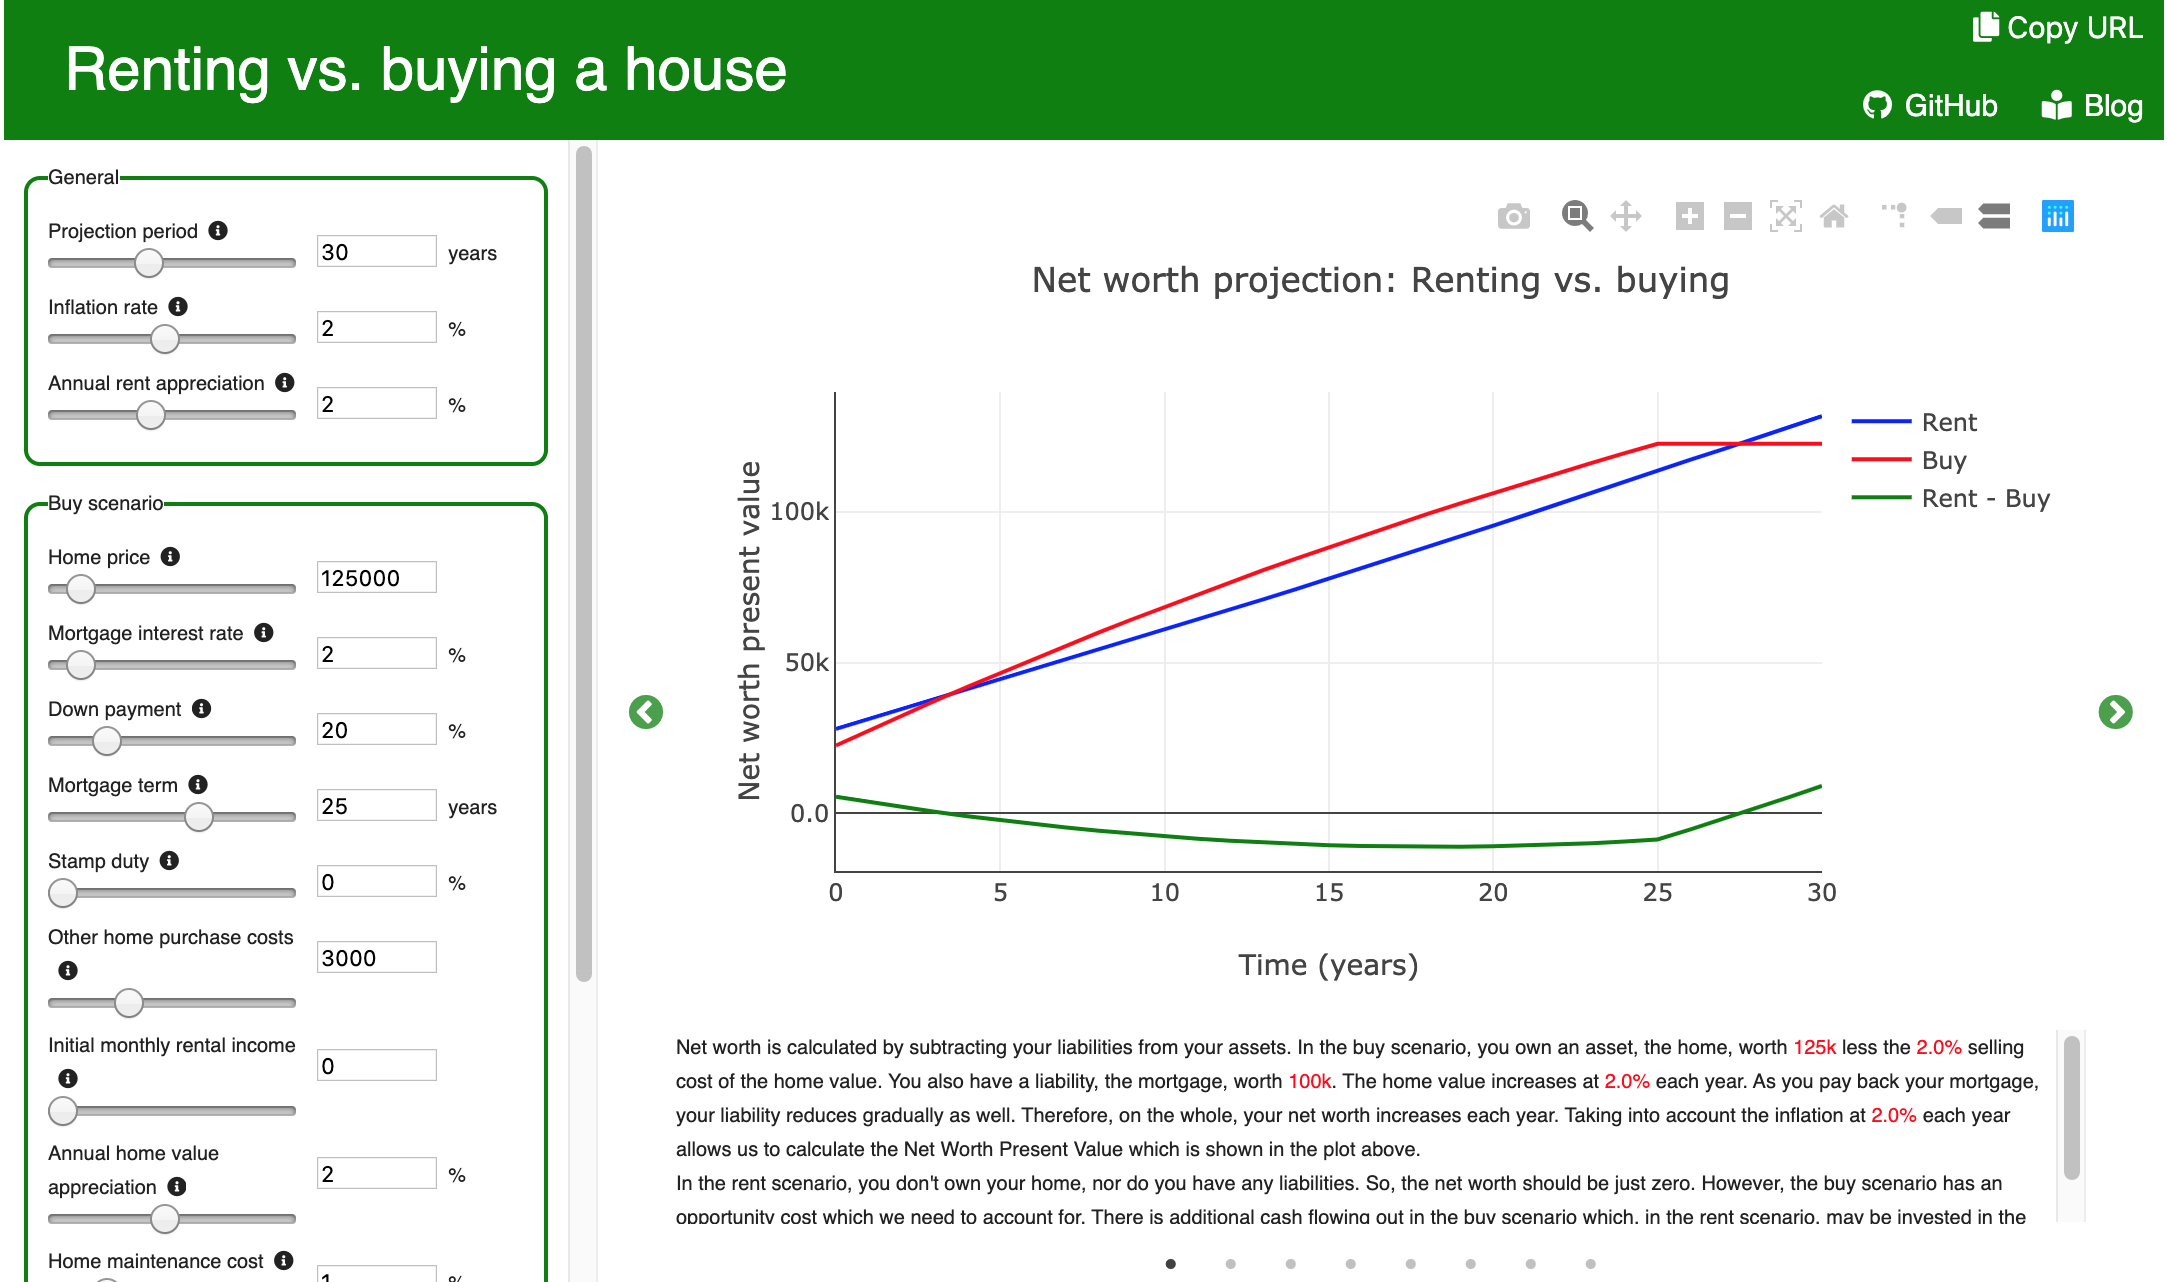 Renting vs. buying a house
Copy URL
GitHub
Blog
General
Projection period
30 years
Inflation rate
2 %
Annual rent appreciation
2 %
Buy scenario
Home price
125000
Mortgage interest rate
2 %
Down payment
20 %
Mortgage term
25 years
Stamp duty
0 %
Other home purchase costs
3000
Initial monthly rental income
0
Annual home value
appreciation
2 %
Home maintenance cost
1 %
Net worth projection: Renting vs. buying
Net worth present value
100k
50k
0.0
0 5 10 15 20 25 30
Time (years)
Rent
Buy
Rent - Buy
Net worth is calculated by subtracting your liabilities from your assets. In the buy scenario, you own an asset, the home, worth 125k less the 2.0% selling
cost of the home value. You also have a liability, the mortgage, worth 100k. The home value increases at 2.0% each year. As you pay back your mortgage,
your liability reduces gradually as well. Therefore, on the whole, your net worth increases each year. Taking into account the inflation at 2.0% each year
allows us to calculate the Net Worth Present Value which is shown in the plot above.
In the rent scenario, you don't own your home, nor do you have any liabilities. So, the net worth should be just zero. However, the buy scenario has an
opportunity cost which we need to account for. There is additional cash flowing out in the buy scenario which, in the rent scenario, may be invested in the